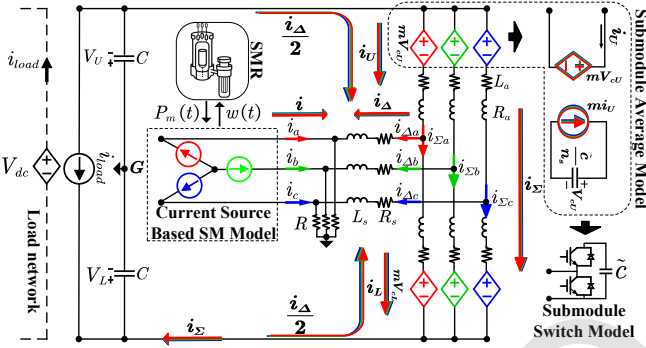 i_load
V_dc
Load network
i_load
V_U
C
G
V_L
C
SMR
P_m(t)
w(t)
Current Source
Based SM Model
i_a
i_b
i_c
R
L_s
R_s
i
i_Δ
i_Δ/2
i_U
i_Δa
i_Δb
i_Δc
i_Σa
i_Σb
i_Σc
mV_cU
L_a
R_a
i_Σ
i_L
mV_cL
i_Δ/2
i_Σ
Submodule Average Model
i_U
mV_cU
mi_U
c̃/n_s
V_cU
C̃
Submodule
Switch Model